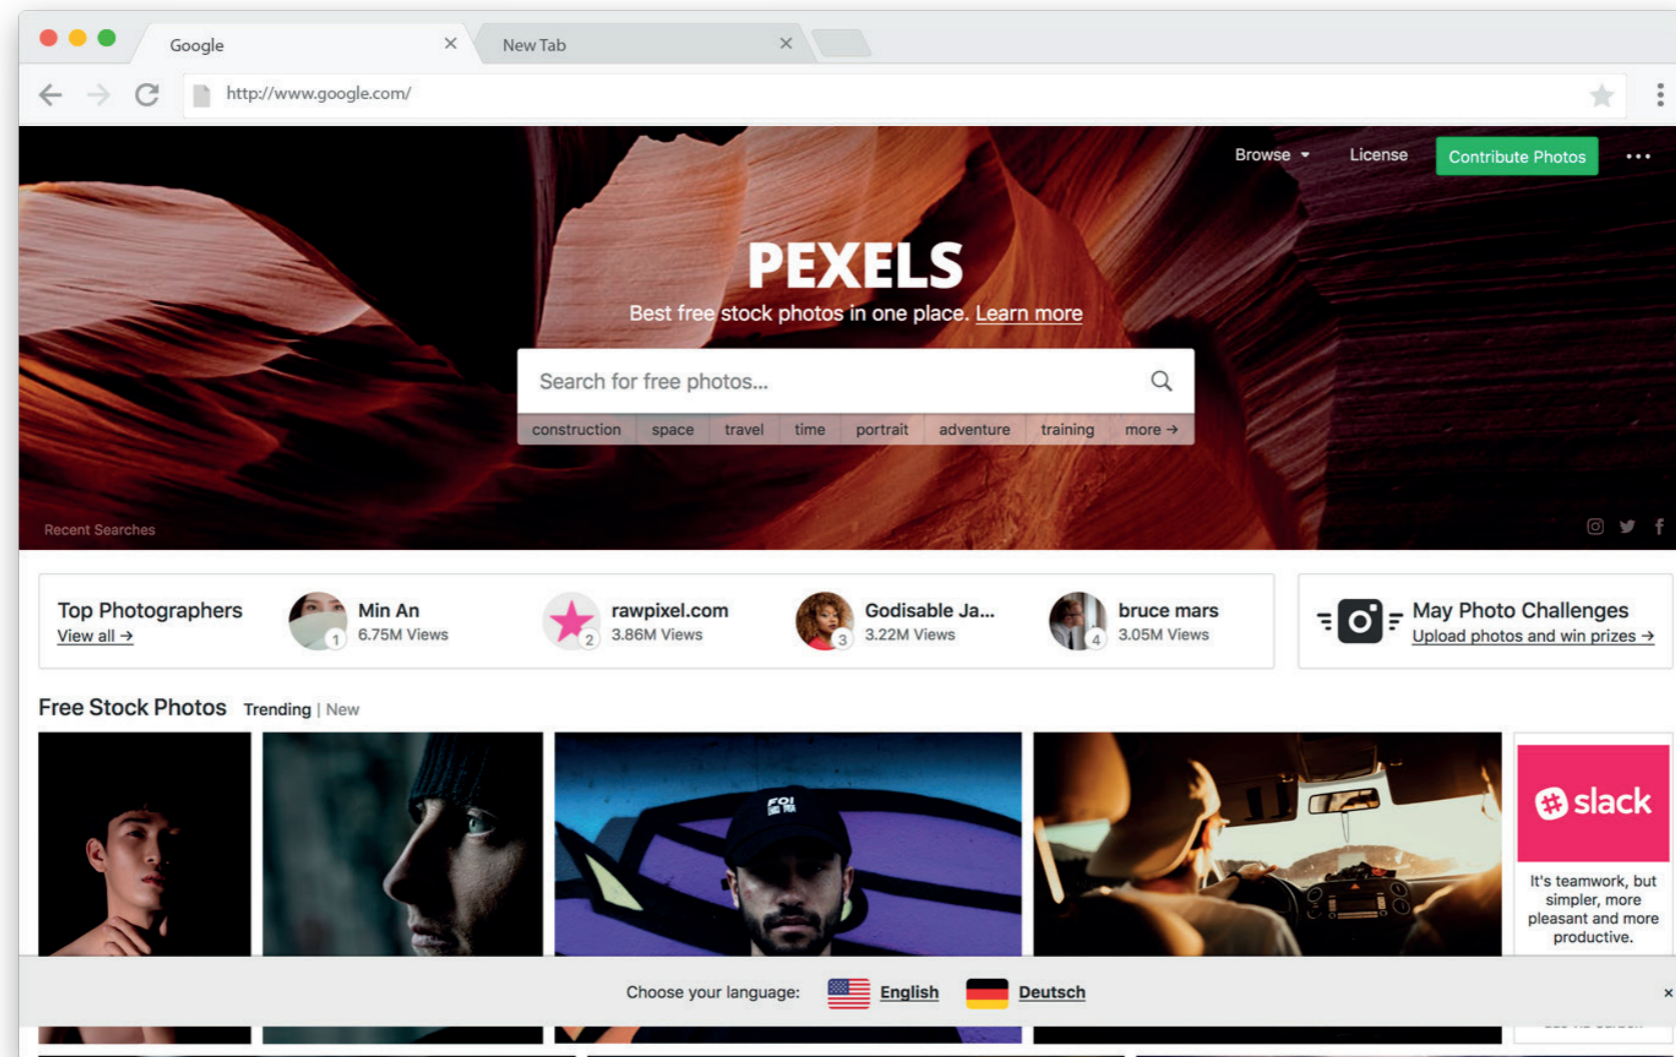 Google
New Tab
http://www.google.com/
Browse
License
Contribute Photos
PEXELS
Best free stock photos in one place. Learn more
Search for free photos...
construction space travel time portrait adventure training more →
Recent Searches
Top Photographers
View all →
1
Min An
6.75M Views
2
rawpixel.com
3.86M Views
3
Godisable Ja...
3.22M Views
4
bruce mars
3.05M Views
May Photo Challenges
Upload photos and win prizes →
Free Stock Photos Trending | New
slack
It's teamwork, but
simpler, more
pleasant and more
productive.
Choose your language: English Deutsch